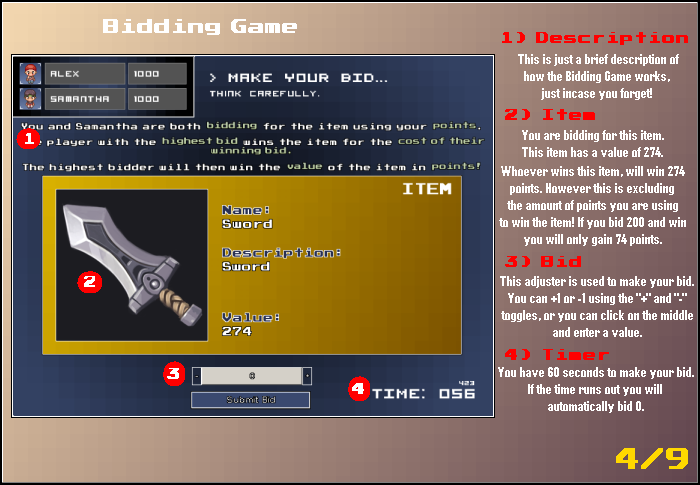 Bidding Game
ALEX
1000
SAMANTHA
1000
> MAKE YOUR BID...
THINK CAREFULLY.
You and Samantha are both bidding for the item using your points.
player with the highest bid wins the item for the cost of their
winning bid.
The highest bidder will then win the value of the item in points!
1
ITEM
Name:
Sword
Description:
Sword
Value:
274
2
3
-
0
+
Submit Bid
4
423
TIME: 056
1) Description
This is just a brief description of
how the Bidding Game works,
just incase you forget!
2) Item
You are bidding for this item.
This item has a value of 274.
Whoever wins this item, will win 274
points. However this is excluding
the amount of points you are using
to win the item! If you bid 200 and win
you will only gain 74 points.
3) Bid
This adjuster is used to make your bid.
You can +1 or -1 using the "+" and "-"
toggles, or you can click on the middle
and enter a value.
4) Timer
You have 60 seconds to make your bid.
If the time runs out you will
automatically bid 0.
4/9